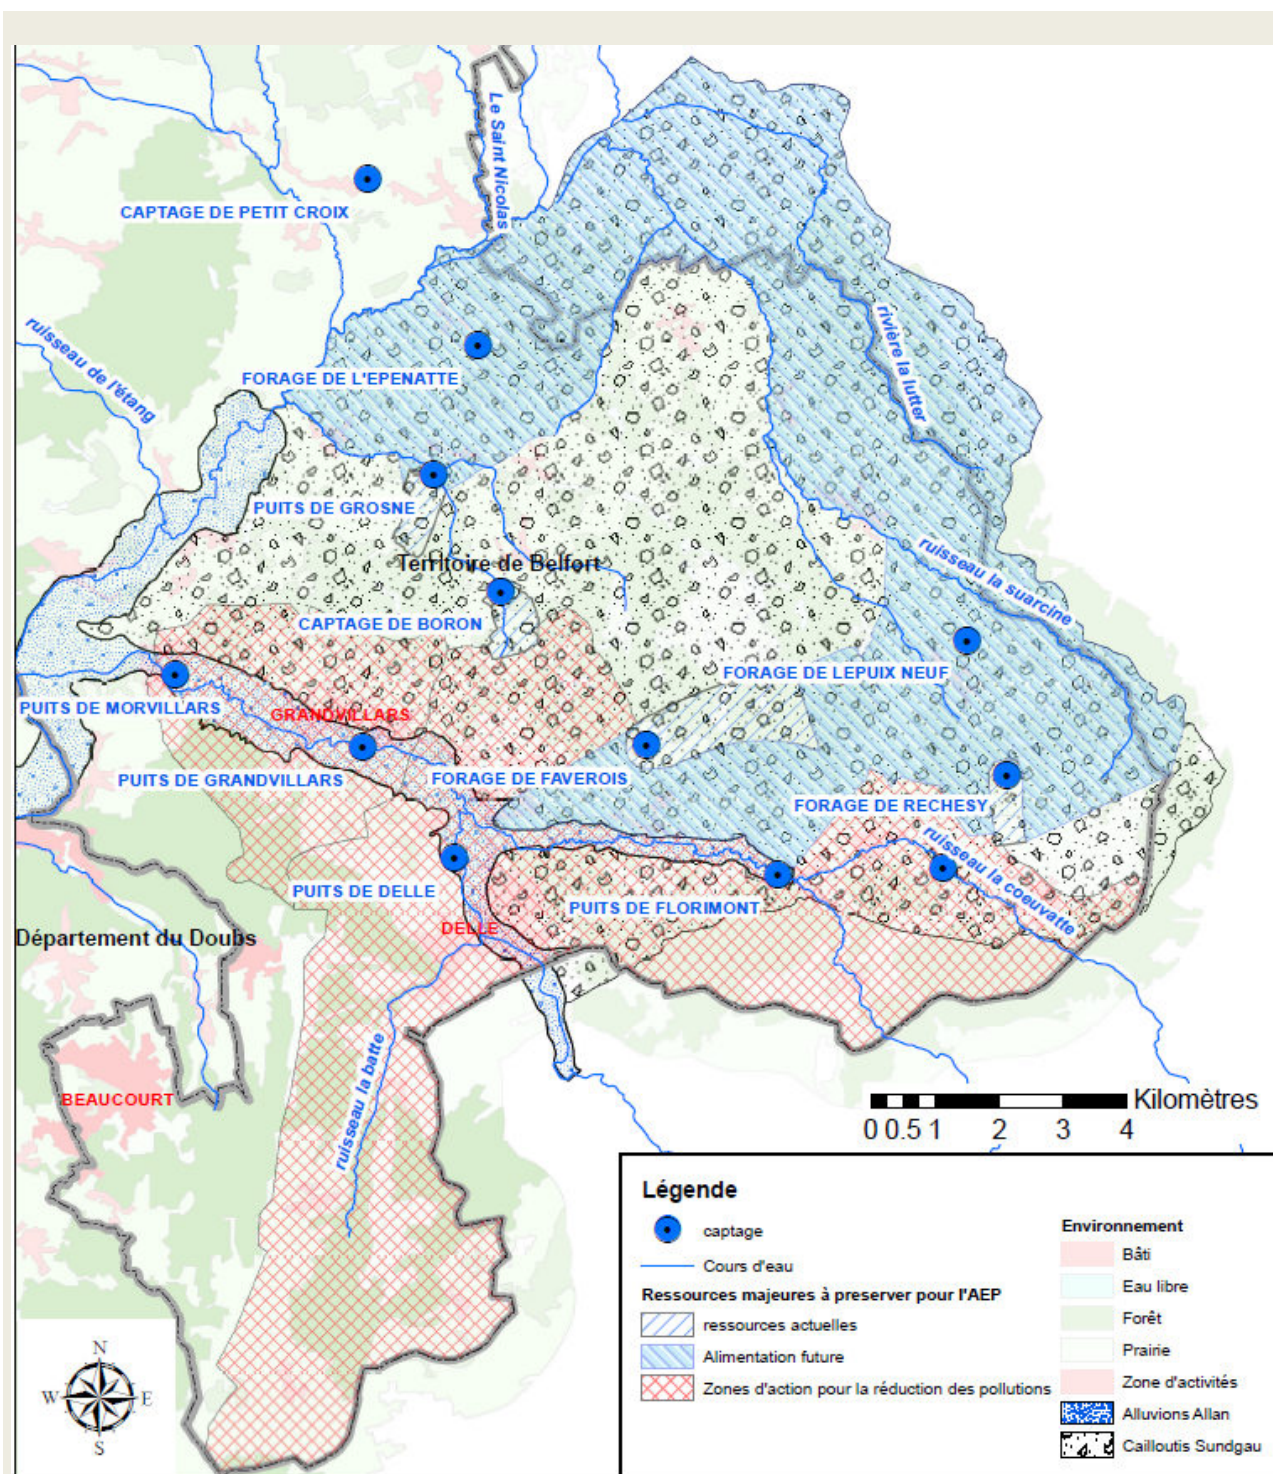 Le Saint Nicolas
CAPTAGE DE PETIT CROIX
ruisseau de l'étang
rivière la lutter
FORAGE DE L'EPENATTE
PUITS DE GROSNE
Territoire de Belfort
ruisseau la suarcine
CAPTAGE DE BORON
FORAGE DE LEPUIX NEUF
PUITS DE MORVILLARS
GRANDVILLARS
PUITS DE GRANDVILLARS
FORAGE DE FAVEROIS
FORAGE DE RECHESY
ruisseau la coeuvatte
PUITS DE DELLE
PUITS DE FLORIMONT
DELLE
Département du Doubs
ruisseau la batte
BEAUCOURT
Kilomètres
0 0.5 1 2 3 4
N
W E
S
Légende
captage
Cours d'eau
Ressources majeures à preserver pour l'AEP
ressources actuelles
Alimentation future
Zones d'action pour la réduction des pollutions
Environnement
Bâti
Eau libre
Forêt
Prairie
Zone d'activités
Alluvions Allan
Cailloutis Sundgau